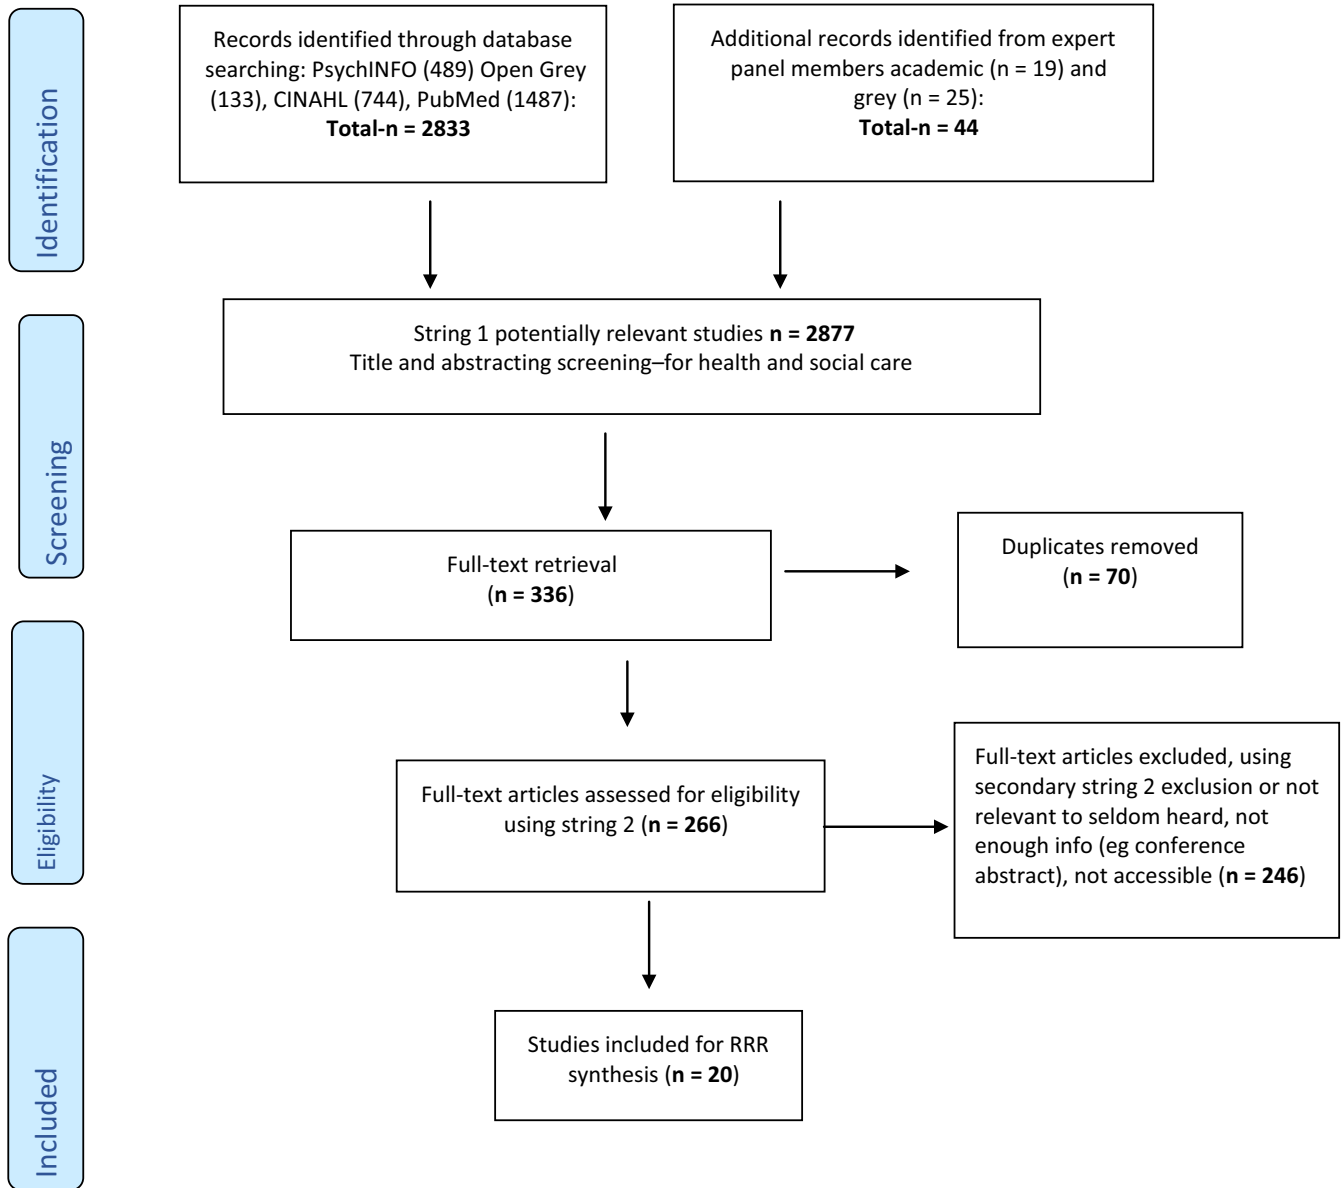 Identification
Records identified through database
searching: PsychINFO (489) Open Grey
(133), CINAHL (744), PubMed (1487):
Total-n = 2833
Additional records identified from expert
panel members academic (n = 19) and
grey (n = 25):
Total-n = 44
Screening
String 1 potentially relevant studies n = 2877
Title and abstracting screening–for health and social care
Full-text retrieval
(n = 336)
Duplicates removed
(n = 70)
Eligibility
Full-text articles assessed for eligibility
using string 2 (n = 266)
Full-text articles excluded, using
secondary string 2 exclusion or not
relevant to seldom heard, not
enough info (eg conference
abstract), not accessible (n = 246)
Included
Studies included for RRR
synthesis (n = 20)